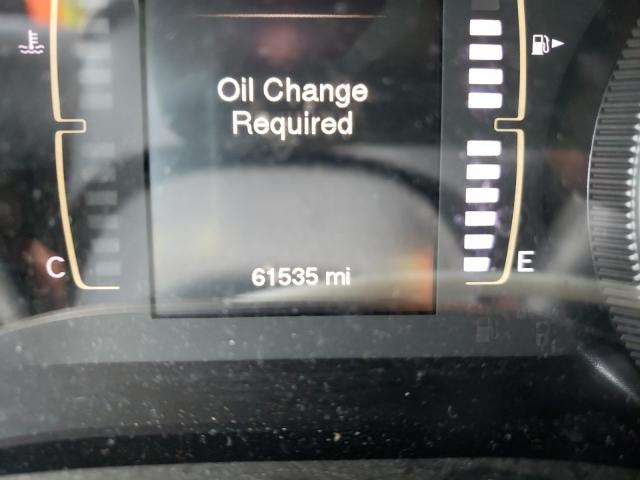 Oil Change
Required
C
E
61535 mi